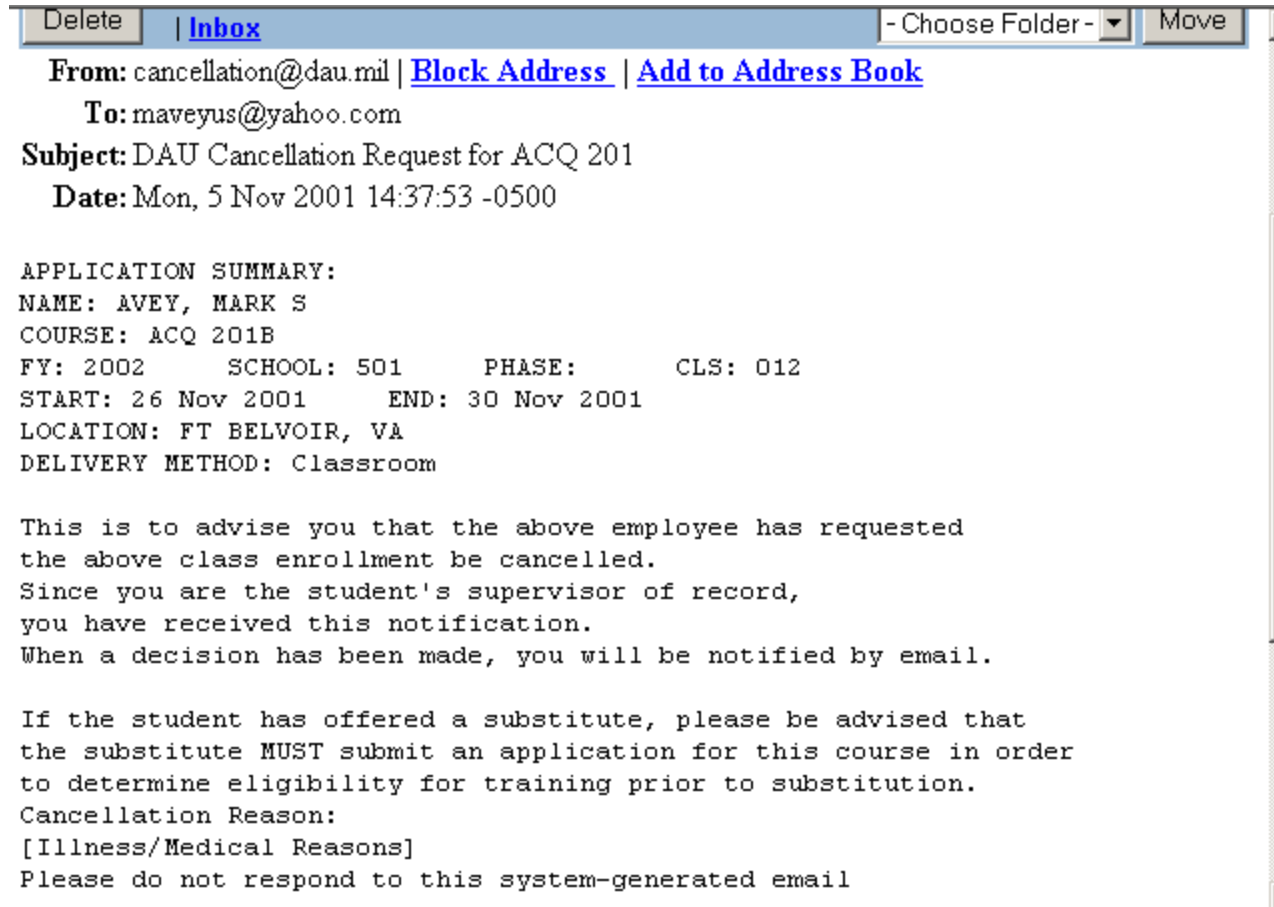 Delete | Inbox - Choose Folder - Move
From: cancellation@dau.mil | Block Address | Add to Address Book
To: maveyus@yahoo.com
Subject: DAU Cancellation Request for ACQ 201
Date: Mon, 5 Nov 2001 14:37:53 -0500
APPLICATION SUMMARY:
NAME: AVEY, MARK S
COURSE: ACQ 201B
FY: 2002 SCHOOL: 501 PHASE: CLS: 012
START: 26 Nov 2001 END: 30 Nov 2001
LOCATION: FT BELVOIR, VA
DELIVERY METHOD: Classroom
This is to advise you that the above employee has requested
the above class enrollment be cancelled.
Since you are the student's supervisor of record,
you have received this notification.
When a decision has been made, you will be notified by email.
If the student has offered a substitute, please be advised that
the substitute MUST submit an application for this course in order
to determine eligibility for training prior to substitution.
Cancellation Reason:
[Illness/Medical Reasons]
Please do not respond to this system-generated email